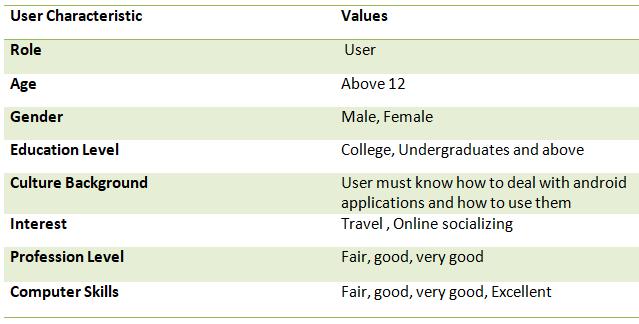 User Characteristic Values
Role User
Age Above 12
Gender Male, Female
Education Level College, Undergraduates and above
Culture Background User must know how to deal with android
applications and how to use them
Interest Travel , Online socializing
Profession Level Fair, good, very good
Computer Skills Fair, good, very good, Excellent